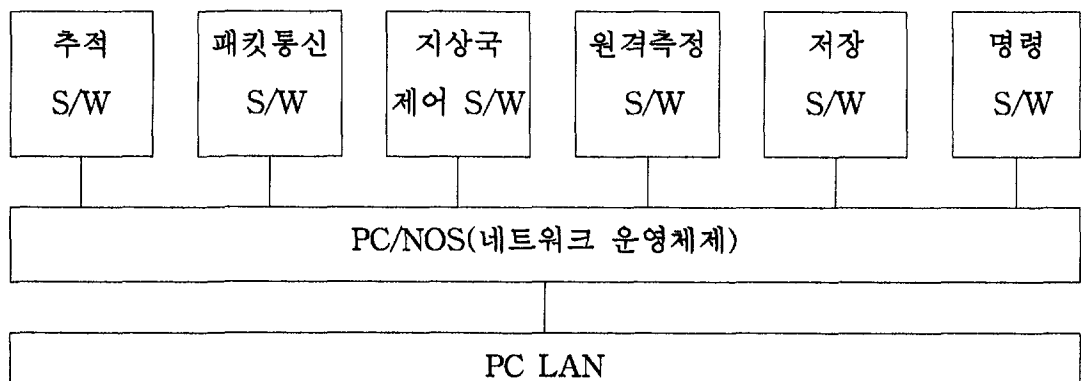 추적
S/W
패킷통신
S/W
지상국
제어 S/W
원격측정
S/W
저장
S/W
명령
S/W
PC/NOS(네트워크 운영체제)
PC LAN